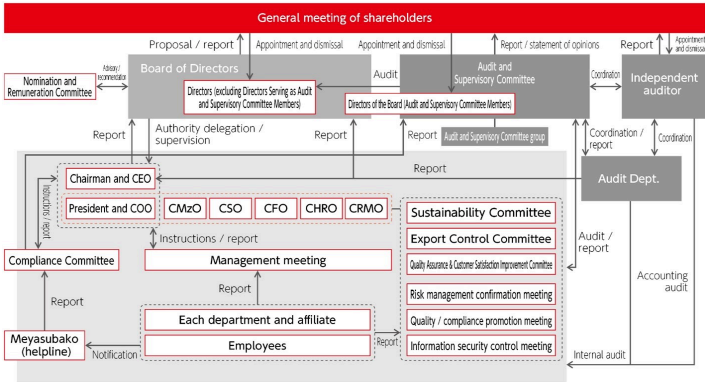 General meeting of shareholders
Proposal / report
Appointment and dismissal
Appointment and dismissal
Report / statement of opinions
Report
Appointment
and dismissal
Nomination and
Remuneration Committee
Advisory /
recommendation
Board of Directors
Directors (excluding Directors Serving as Audit
and Supervisory Committee Members)
Audit
Audit and
Supervisory Committee
Directors of the Board (Audit and Supervisory Committee Members)
Audit and Supervisory Committee group
Coordination
Independent
auditor
Report
Authority delegation /
supervision
Report
Report
Coordination /
report
Coordination
Report
Audit Dept.
Chairman and CEO
President and COO
CMzO
CSO
CFO
CHRO
CRMO
Instructions / report
Instructions / report
Compliance Committee
Management meeting
Sustainability Committee
Export Control Committee
Quality Assurance & Customer Satisfaction Improvement Committee
Risk management confirmation meeting
Quality / compliance promotion meeting
Information security control meeting
Audit /
report
Accounting
audit
Report
Report
Each department and affiliate
Employees
Meyasubako
(helpline)
Notification
Report
Internal audit